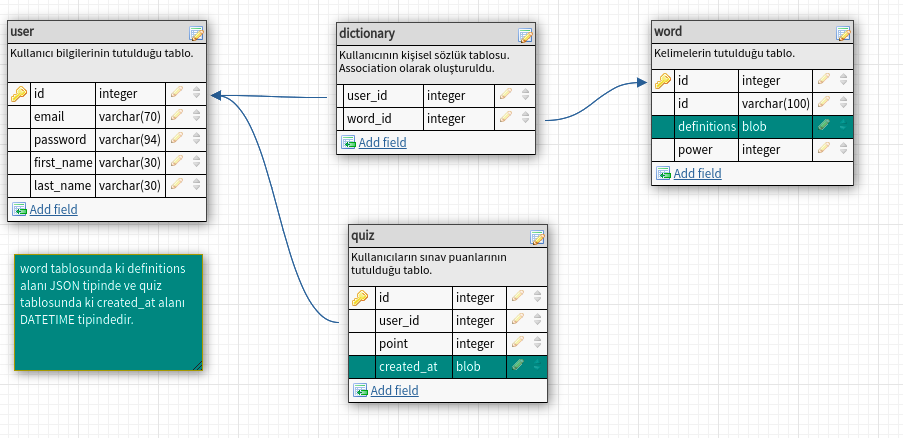 user
Kullanıcı bilgilerinin tutulduğu tablo.
id integer
email varchar(70)
password varchar(94)
first_name varchar(30)
last_name varchar(30)
Add field
dictionary
Kullanıcının kişisel sözlük tablosu.
Association olarak oluşturuldu.
user_id integer
word_id integer
Add field
word
Kelimelerin tutulduğu tablo.
id integer
id varchar(100)
definitions blob
power integer
Add field
word tablosunda ki definitions
alanı JSON tipinde ve quiz
tablosunda ki created_at alanı
DATETIME tipindedir.
quiz
Kullanıcıların sınav puanlarının
tutulduğu tablo.
id integer
user_id integer
point integer
created_at blob
Add field